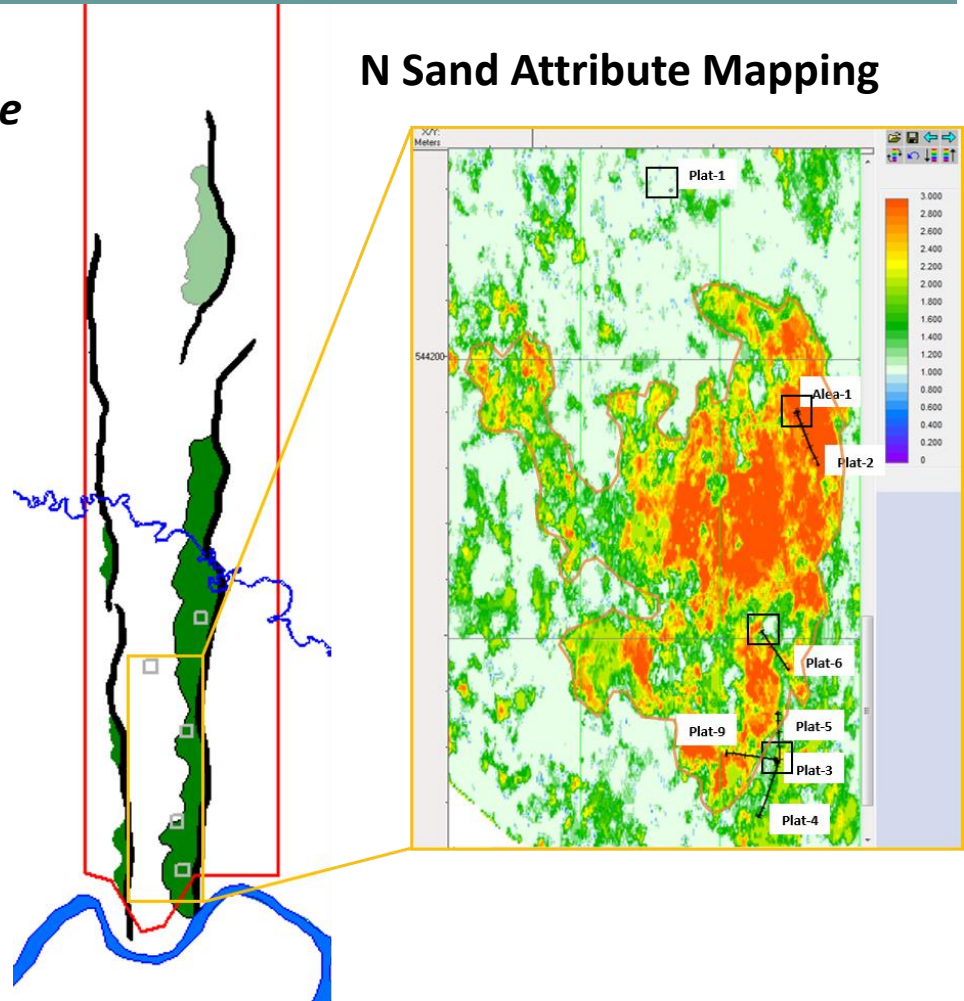 e
N Sand Attribute Mapping
X/Y:
Meters
544200
Plat-1
Alea-1
Plat-2
Plat-6
Plat-5
Plat-9
Plat-3
Plat-4
3.000
2.800
2.600
2.400
2.200
2.000
1.800
1.600
1.400
1.200
1.000
0.800
0.600
0.400
0.200
0